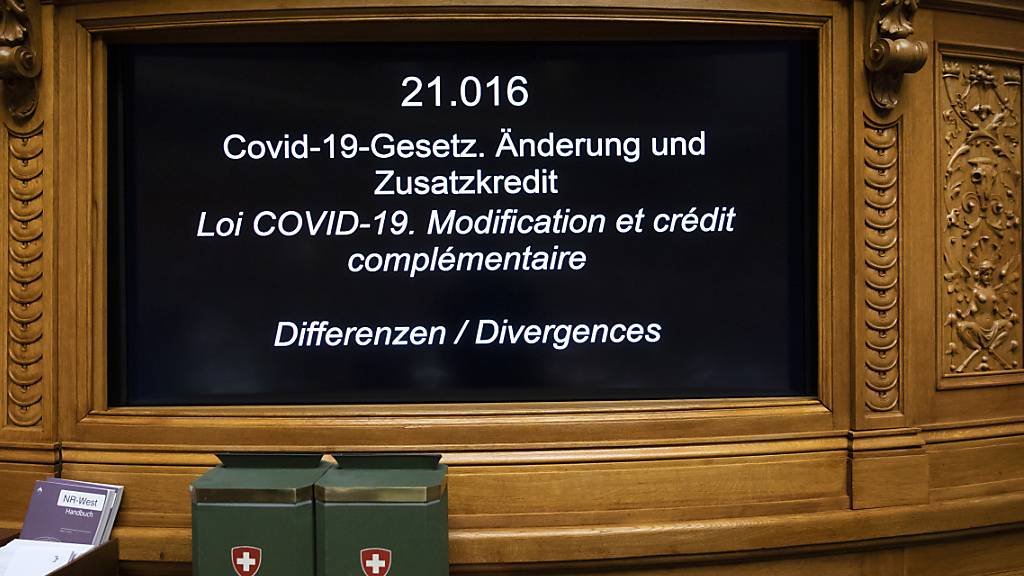 21.016
Covid-19-Gesetz. Änderung und
Zusatzkredit
Loi COVID-19. Modification et crédit
complémentaire
Differenzen / Divergences
NR-West
Handbuch